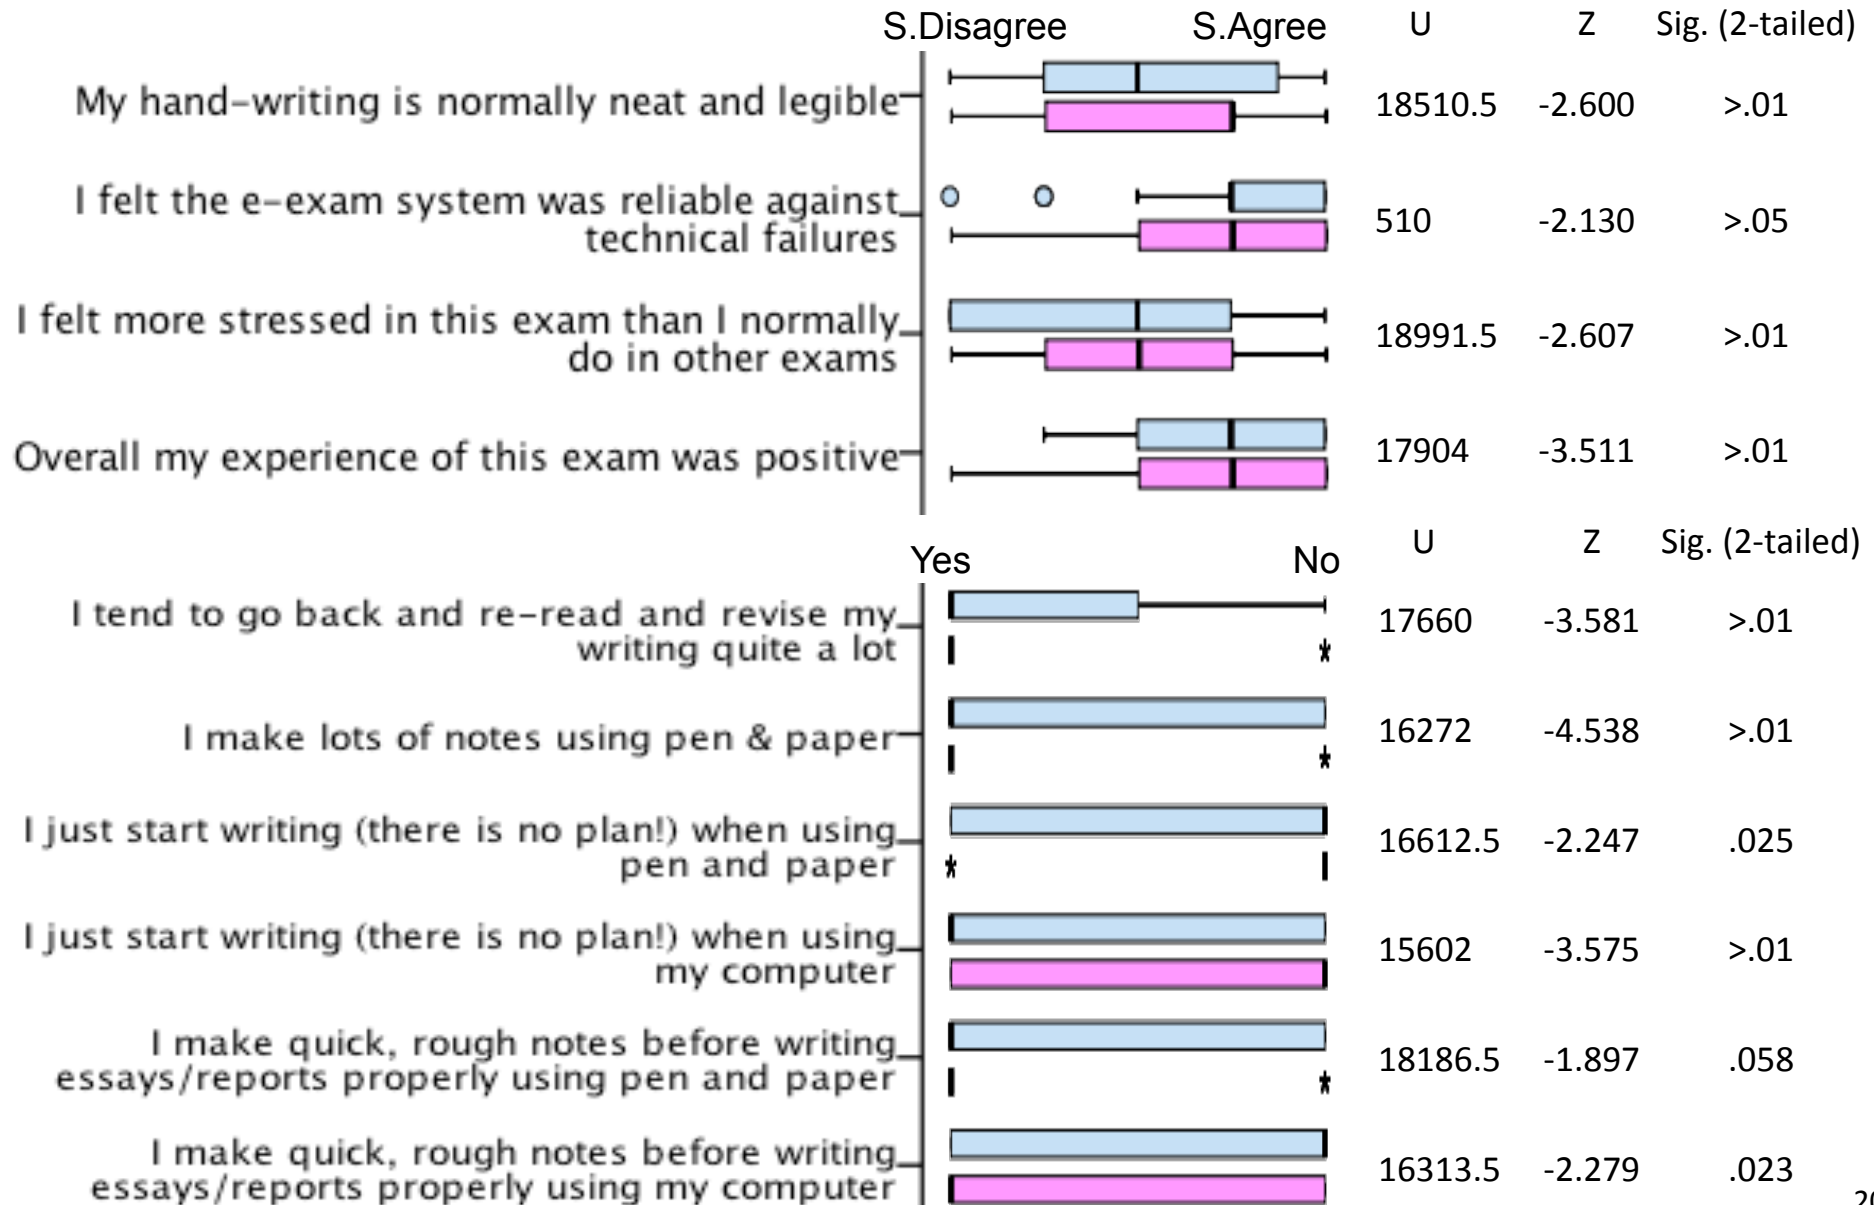 S.Disagree S.Agree U Z Sig. (2-tailed)
My hand-writing is normally neat and legible 18510.5 -2.600 >.01
I felt the e-exam system was reliable against
technical failures 510 -2.130 >.05
I felt more stressed in this exam than I normally
do in other exams 18991.5 -2.607 >.01
Overall my experience of this exam was positive 17904 -3.511 >.01
U Z Sig. (2-tailed)
Yes No
I tend to go back and re-read and revise my
writing quite a lot 17660 -3.581 >.01
I make lots of notes using pen & paper 16272 -4.538 >.01
I just start writing (there is no plan!) when using
pen and paper 16612.5 -2.247 .025
I just start writing (there is no plan!) when using
my computer 15602 -3.575 >.01
I make quick, rough notes before writing
essays/reports properly using pen and paper 18186.5 -1.897 .058
I make quick, rough notes before writing
essays/reports properly using my computer 16313.5 -2.279 .023